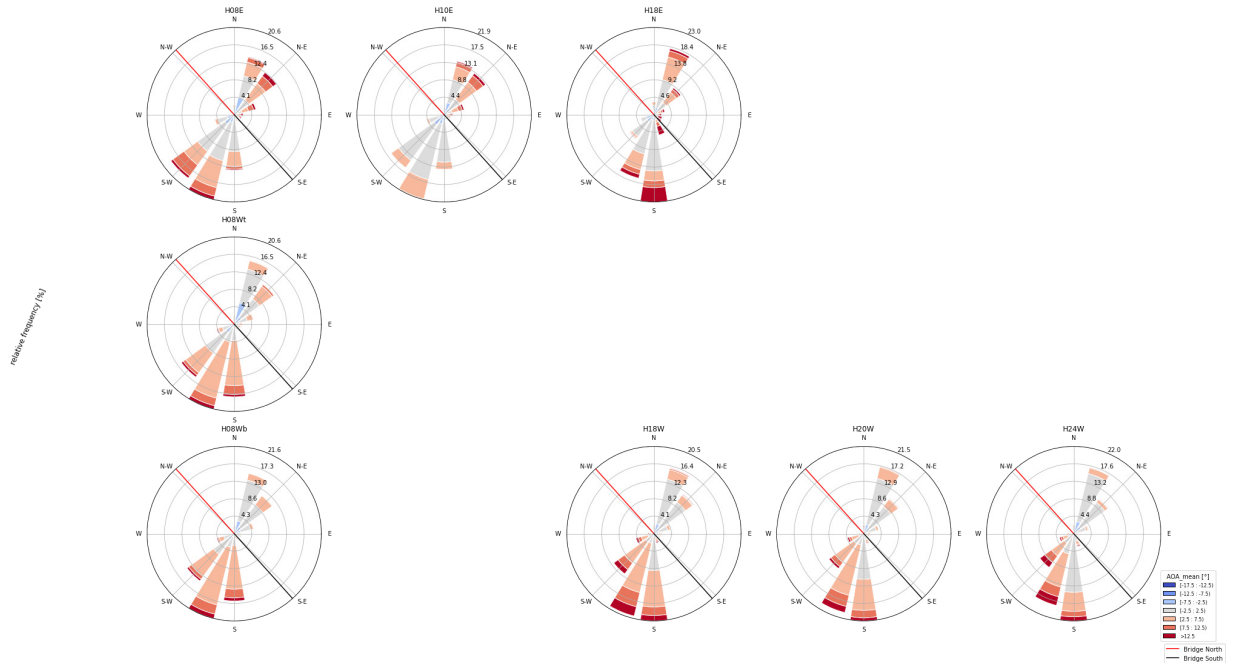 H08E
N
20.6
16.5
12.4
8.2
4.1
N-W
N-E
W
E
S-W
S-E
S
H10E
N
21.9
17.5
13.1
8.8
4.4
N-W
N-E
W
E
S-W
S-E
S
H18E
N
23.0
18.4
13.8
9.2
4.6
N-W
N-E
W
E
S-W
S-E
S
relative frequency [%]
H08Wt
N
20.6
16.5
12.4
8.2
4.1
N-W
N-E
W
E
S-W
S-E
S
H08Wb
N
21.6
17.3
13.0
8.6
4.3
N-W
N-E
W
E
S-W
S-E
S
H18W
N
20.5
16.4
12.3
8.2
4.1
N-W
N-E
W
E
S-W
S-E
S
H20W
N
21.5
17.2
12.9
8.6
4.3
N-W
N-E
W
E
S-W
S-E
S
H24W
N
22.0
17.6
13.2
8.8
4.4
N-W
N-E
W
E
S-W
S
AOA_mean [°]
[-17.5 : -12.5)
[-12.5 : -7.5)
[-7.5 : -2.5)
[-2.5 : 2.5)
[2.5 : 7.5)
[7.5 : 12.5)
>12.5
Bridge North
Bridge South